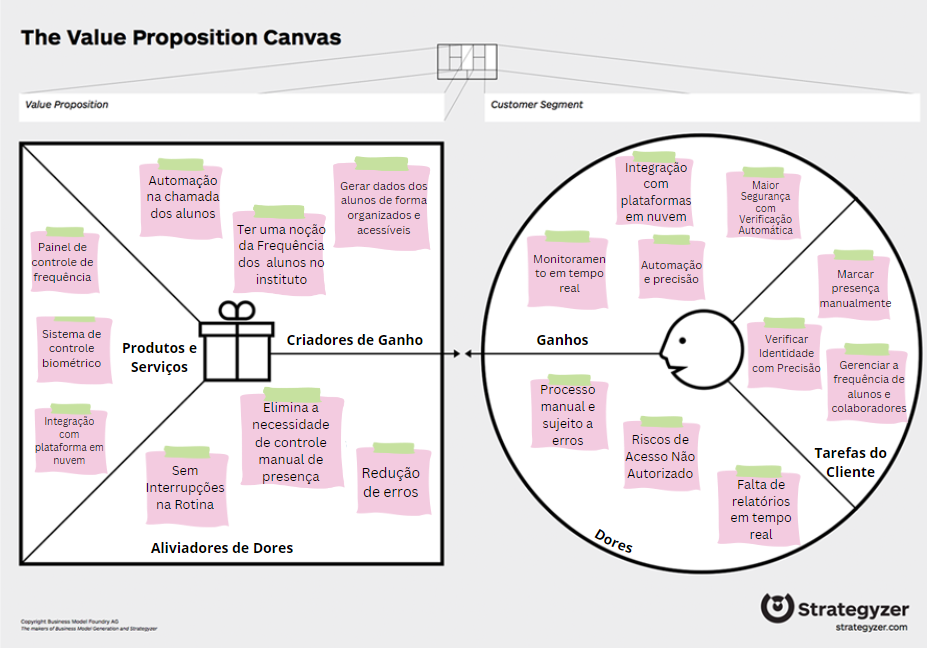 The Value Proposition Canvas
Value Proposition
Customer Segment
Automação
na chamada
dos alunos
Ter uma noção
da Frequência
dos alunos no
instituto
Gerar dados dos
alunos de forma
organizados e
acessíveis
Painel de
controle de
frequência
Sistema de
controle
biométrico
Integração
com
plataforma em
nuvem
Produtos e
Serviços
Criadores de Ganho
Sem
Interrupções
na Rotina
Elimina a
necessidade
de controle
manual de
presença
Redução
de erros
Aliviadores de Dores
Integração
com
plataformas
em nuvem
Maior
Segurança
com
Verificação
Automática
Monitoramen
to em tempo
real
Automação
e precisão
Ganhos
Marcar
presença
manualmente
Verificar
Identidade
com Precisão
Gerenciar a
frequência de
alunos e
colaboradores
Tarefas do
Cliente
Processo
manual e
sujeito a
erros
Riscos de
Acesso Não
Autorizado
Falta de
relatórios
em tempo
real
Dores
Copyright Business Model Foundry AG
The makers of Business Model Generation and Strategyzer
Strategyzer
strategyzer.com